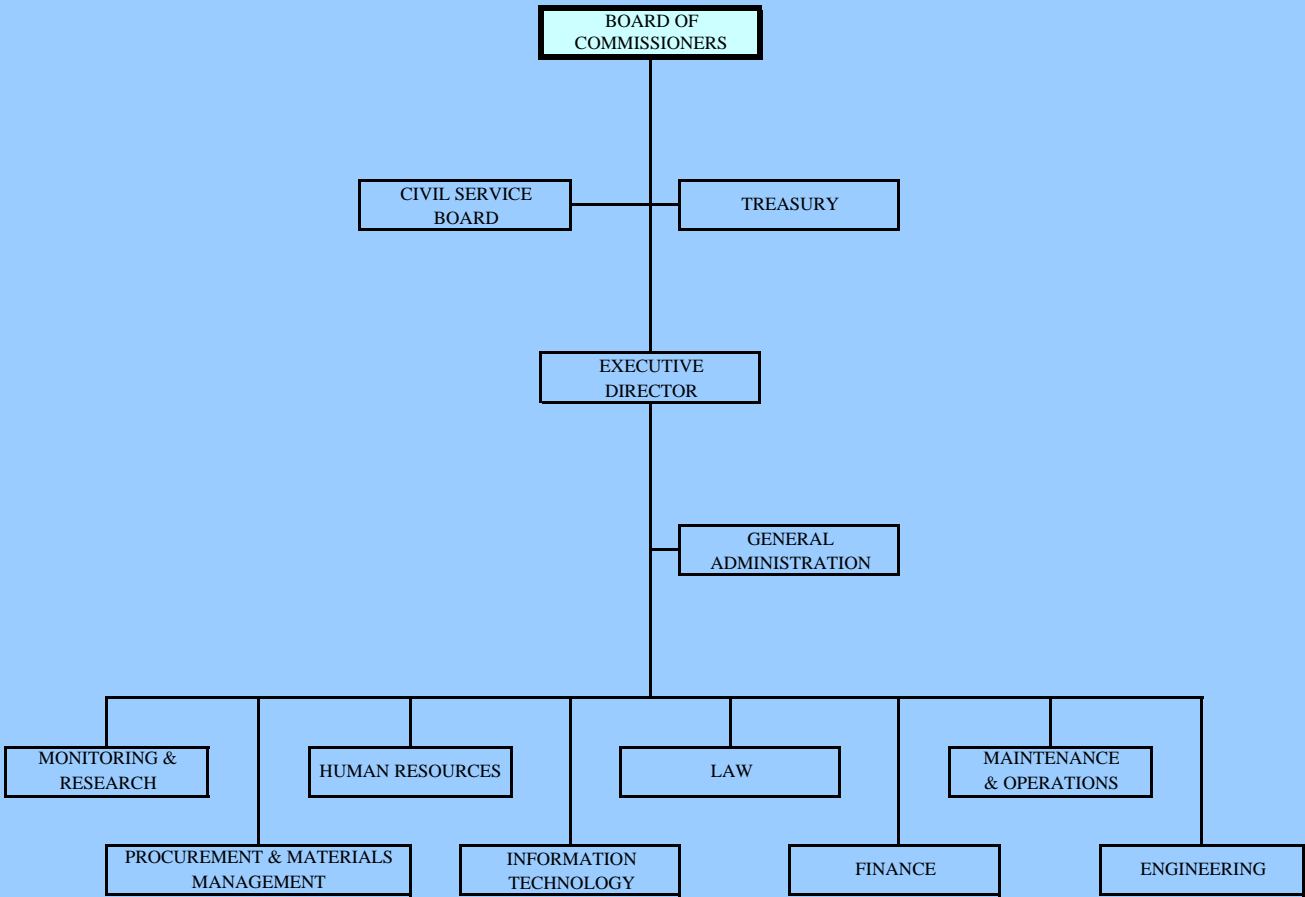 BOARD OF
COMMISSIONERS
CIVIL SERVICE
BOARD
TREASURY
EXECUTIVE
DIRECTOR
GENERAL
ADMINISTRATION
MONITORING &
RESEARCH
HUMAN RESOURCES
LAW
MAINTENANCE
& OPERATIONS
PROCUREMENT & MATERIALS
MANAGEMENT
INFORMATION
TECHNOLOGY
FINANCE
ENGINEERING